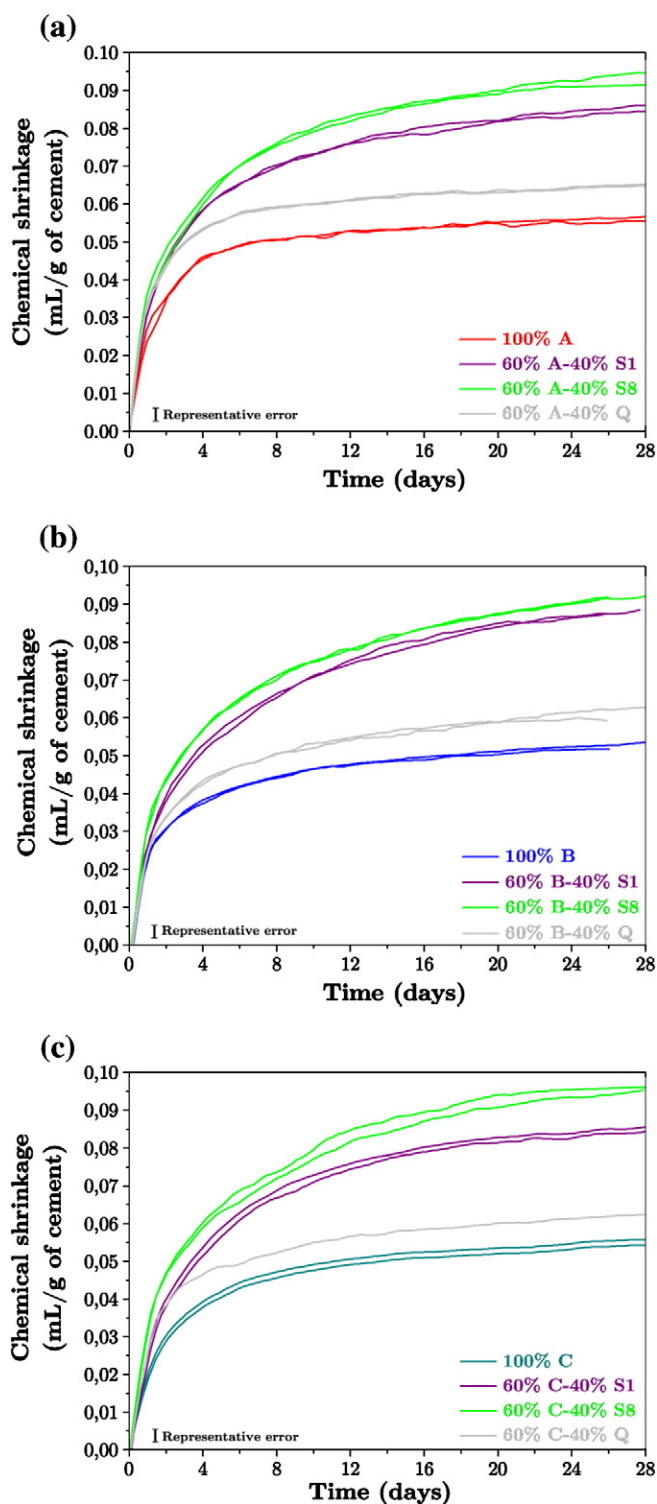 (a)
Chemical shrinkage
(mL/g of cement)
0.10
0.09
0.08
0.07
0.06
0.05
0.04
0.03
0.02
0.01
0.00
100% A
60% A-40% S1
60% A-40% S8
60% A-40% Q
Representative error
0 4 8 12 16 20 24 28
Time (days)
(b)
Chemical shrinkage
(mL/g of cement)
0,10
0,09
0,08
0,07
0,06
0,05
0,04
0,03
0,02
0,01
0,00
100% B
60% B-40% S1
60% B-40% S8
60% B-40% Q
Representative error
0 4 8 12 16 20 24 28
Time (days)
(c)
Chemical shrinkage
(mL/g of cement)
0,10
0,09
0,08
0,07
0,06
0,05
0,04
0,03
0,02
0,01
0,00
100% C
60% C-40% S1
60% C-40% S8
60% C-40% Q
Representative error
0 4 8 12 16 20 24 28
Time (days)